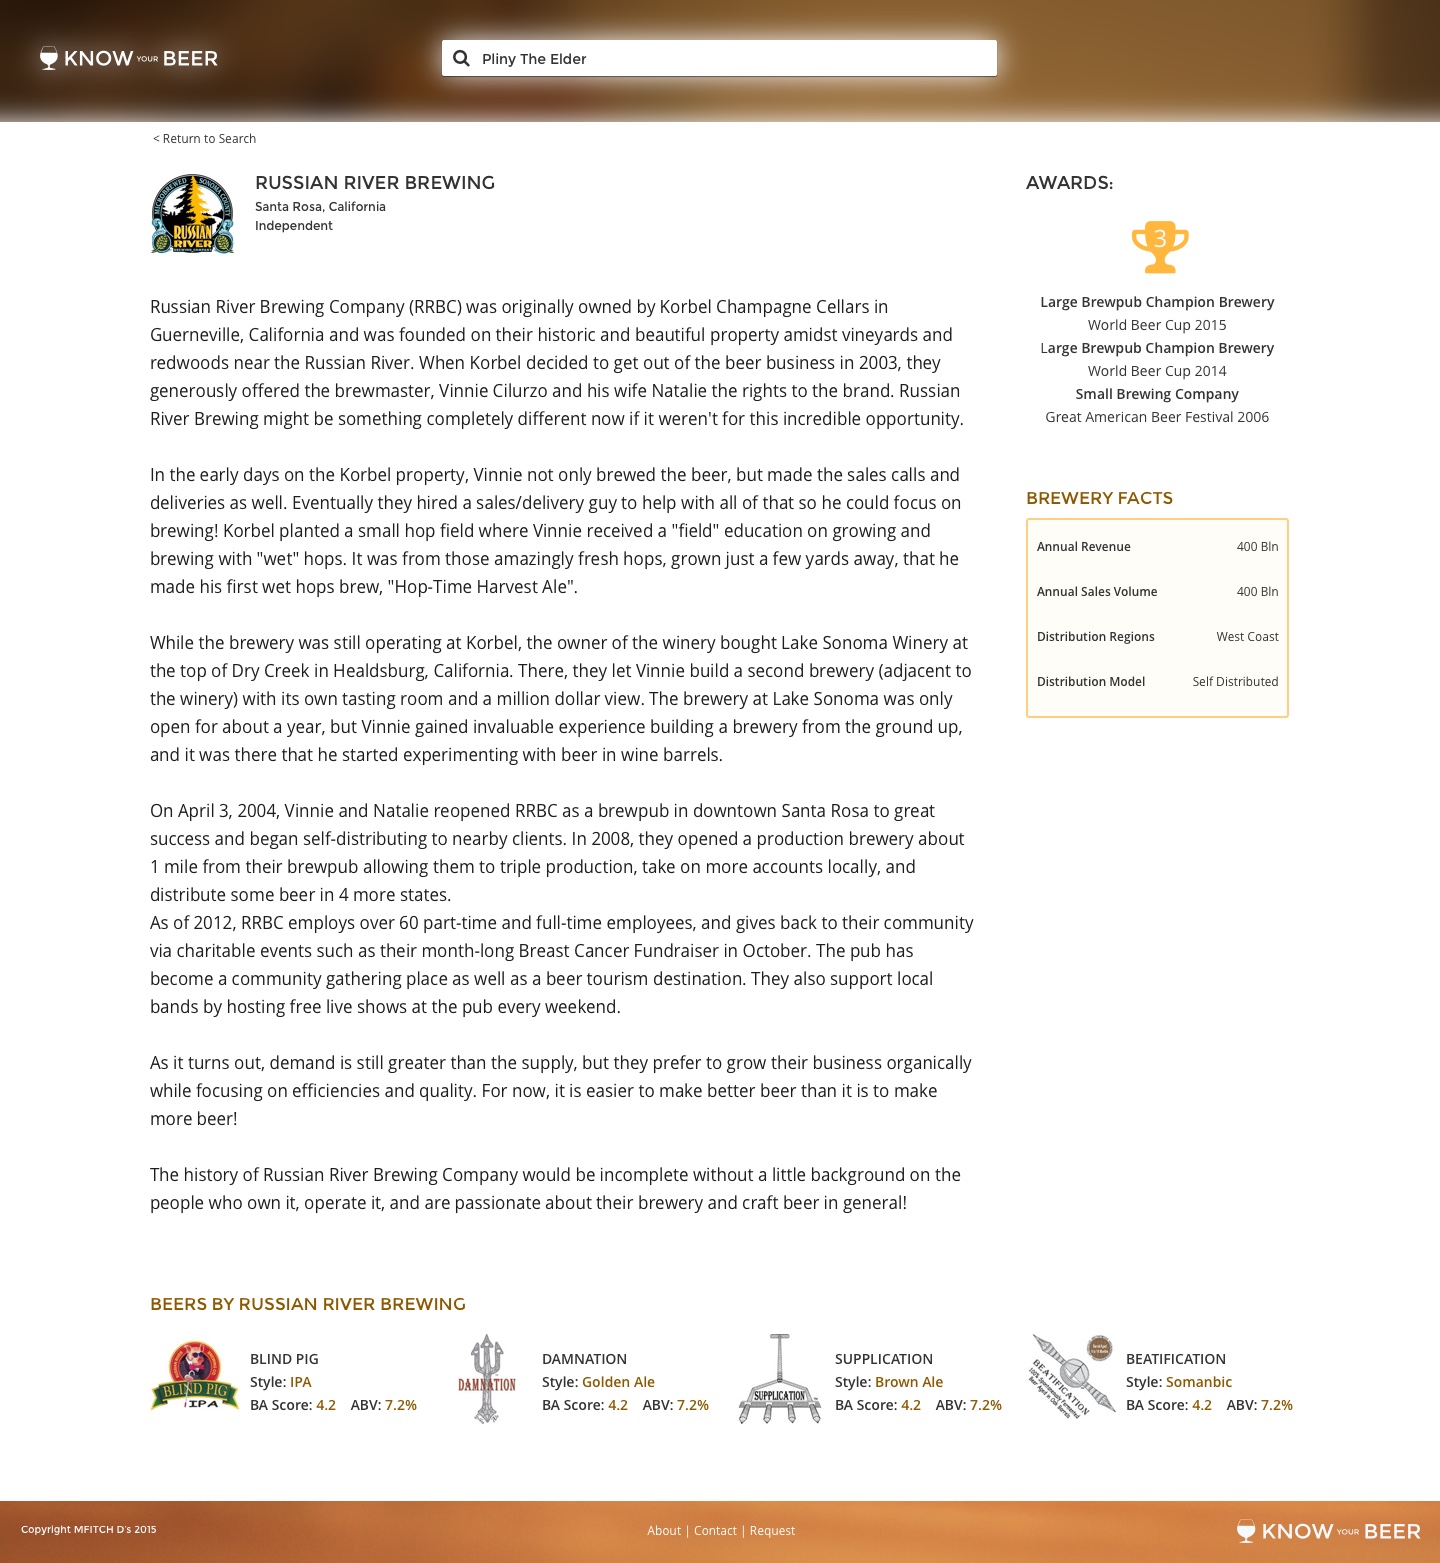 KNOW YOUR BEER
Pliny The Elder
< Return to Search
MICROBREWED SONOMA COUNTY
RUSSIAN
RIVER
BREWING COMPANY
RUSSIAN RIVER BREWING
Santa Rosa, California
Independent
Russian River Brewing Company (RRBC) was originally owned by Korbel Champagne Cellars in
Guerneville, California and was founded on their historic and beautiful property amidst vineyards and
redwoods near the Russian River. When Korbel decided to get out of the beer business in 2003, they
generously offered the brewmaster, Vinnie Cilurzo and his wife Natalie the rights to the brand. Russian
River Brewing might be something completely different now if it weren't for this incredible opportunity.
In the early days on the Korbel property, Vinnie not only brewed the beer, but made the sales calls and
deliveries as well. Eventually they hired a sales/delivery guy to help with all of that so he could focus on
brewing! Korbel planted a small hop field where Vinnie received a "field" education on growing and
brewing with "wet" hops. It was from those amazingly fresh hops, grown just a few yards away, that he
made his first wet hops brew, "Hop-Time Harvest Ale".
While the brewery was still operating at Korbel, the owner of the winery bought Lake Sonoma Winery at
the top of Dry Creek in Healdsburg, California. There, they let Vinnie build a second brewery (adjacent to
the winery) with its own tasting room and a million dollar view. The brewery at Lake Sonoma was only
open for about a year, but Vinnie gained invaluable experience building a brewery from the ground up,
and it was there that he started experimenting with beer in wine barrels.
On April 3, 2004, Vinnie and Natalie reopened RRBC as a brewpub in downtown Santa Rosa to great
success and began self-distributing to nearby clients. In 2008, they opened a production brewery about
1 mile from their brewpub allowing them to triple production, take on more accounts locally, and
distribute some beer in 4 more states.
As of 2012, RRBC employs over 60 part-time and full-time employees, and gives back to their community
via charitable events such as their month-long Breast Cancer Fundraiser in October. The pub has
become a community gathering place as well as a beer tourism destination. They also support local
bands by hosting free live shows at the pub every weekend.
As it turns out, demand is still greater than the supply, but they prefer to grow their business organically
while focusing on efficiencies and quality. For now, it is easier to make better beer than it is to make
more beer!
The history of Russian River Brewing Company would be incomplete without a little background on the
people who own it, operate it, and are passionate about their brewery and craft beer in general!
AWARDS:
3
Large Brewpub Champion Brewery
World Beer Cup 2015
Large Brewpub Champion Brewery
World Beer Cup 2014
Small Brewing Company
Great American Beer Festival 2006
BREWERY FACTS
Annual Revenue 400 Bln
Annual Sales Volume 400 Bln
Distribution Regions West Coast
Distribution Model Self Distributed
BEERS BY RUSSIAN RIVER BREWING
BLIND PIG
IPA
BLIND PIG
Style: IPA
BA Score: 4.2 ABV: 7.2%
DAMNATION
DAMNATION
Style: Golden Ale
BA Score: 4.2 ABV: 7.2%
SUPPLICATION
SUPPLICATION
Style: Brown Ale
BA Score: 4.2 ABV: 7.2%
BEATIFICATION
100% Spontaneously Fermented
Beer Aged in Oak Barrels
BEATIFICATION
Style: Somanbic
BA Score: 4.2 ABV: 7.2%
Copyright MFITCH D's 2015
About | Contact | Request
KNOW YOUR BEER